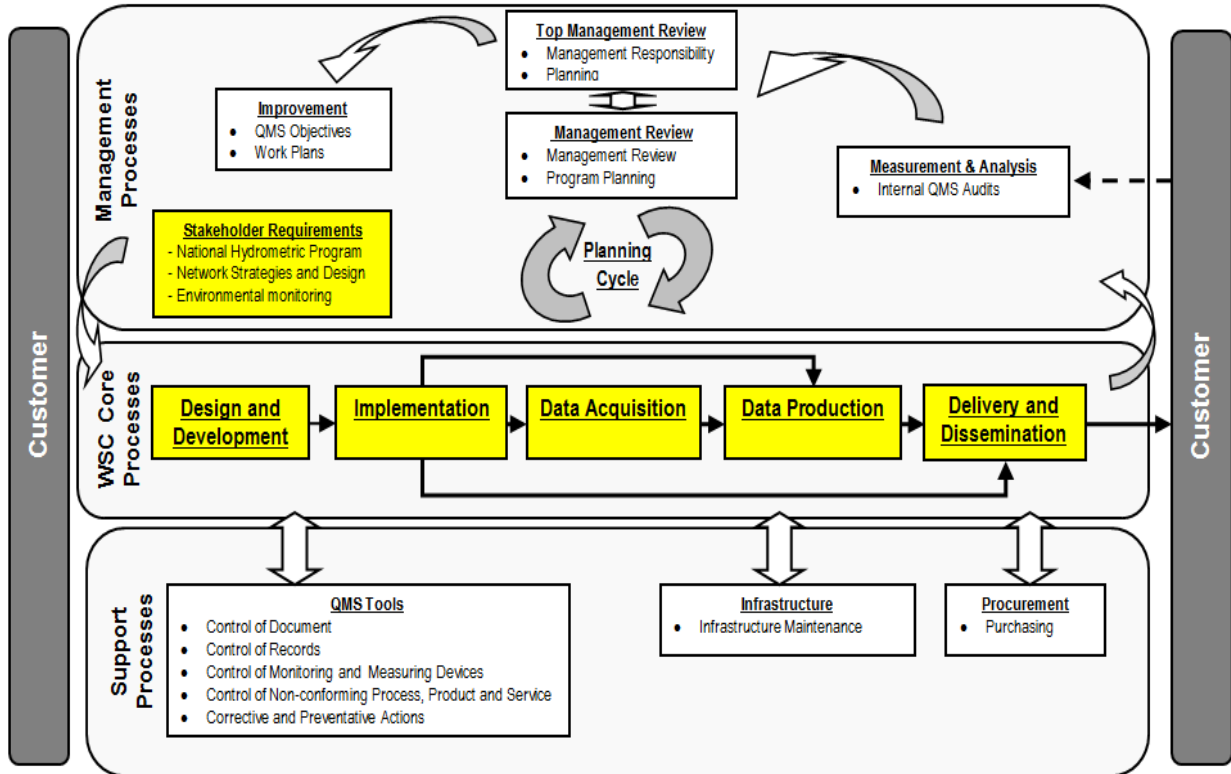 Customer
Management
Processes
Top Management Review
● Management Responsibility
● Planning
Improvement
● QMS Objectives
● Work Plans
Management Review
● Management Review
● Program Planning
Measurement & Analysis
● Internal QMS Audits
Stakeholder Requirements
- National Hydrometric Program
- Network Strategies and Design
- Environmental monitoring
Planning
Cycle
WSC Core
Processes
Design and
Development
Implementation
Data Acquisition
Data Production
Delivery and
Dissemination
Support
Processes
QMS Tools
● Control of Document
● Control of Records
● Control of Monitoring and Measuring Devices
● Control of Non-conforming Process, Product and Service
● Corrective and Preventative Actions
Infrastructure
● Infrastructure Maintenance
Procurement
● Purchasing
Customer